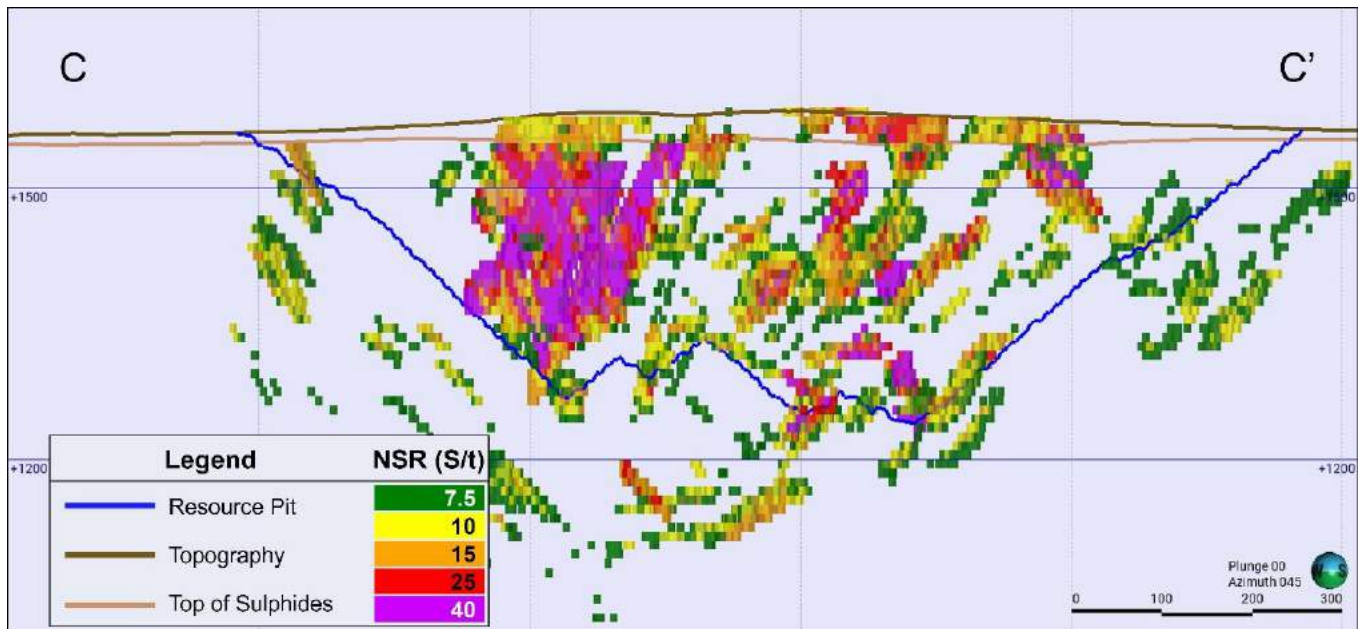 C C'
+1500
+1200 +1200
Legend NSR (S/t)
Resource Pit 7.5
10
Topography 15
25
Top of Sulphides 40
Plunge 00
Azimuth 045
0 100 200 300